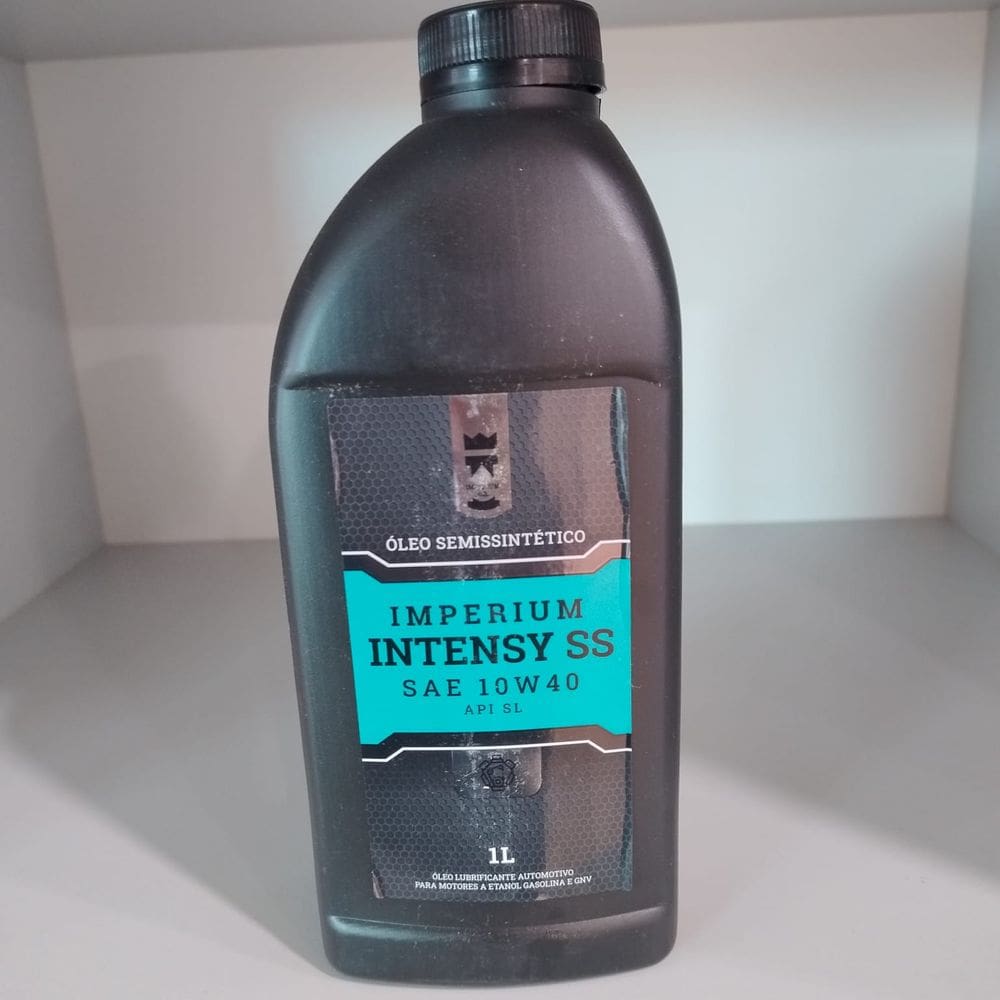 ÓLEO SEMISSINTÉTICO
IMPERIUM
INTENSY SS
SAE 10W40
API SL
1L
ÓLEO LUBRIFICANTE AUTOMOTIVO
PARA MOTORES A ETANOL GASOLINA E GNV